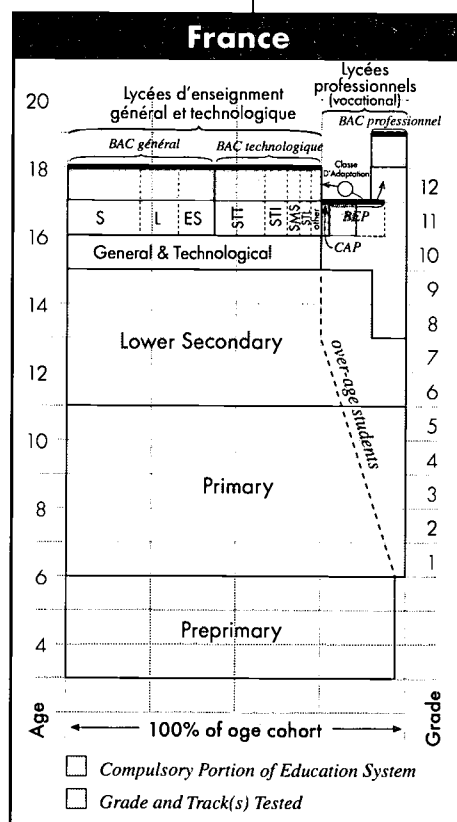 France
Lycées
professionnels
(vocational)
Lycées d'enseignment
général et technologique
BAC professionnel
BAC général
BAC technologique
Classe
D'Adaptation
S
L
ES
STT
STI
SMS
STL
other
BEP
CAP
General & Technological
Lower Secondary
over-age students
Primary
Preprimary
20
18
16
14
12
10
8
6
4
Age
12
11
10
9
8
7
6
5
4
3
2
1
Grade
100% of age cohort
Compulsory Portion of Education System
Grade and Track(s) Tested